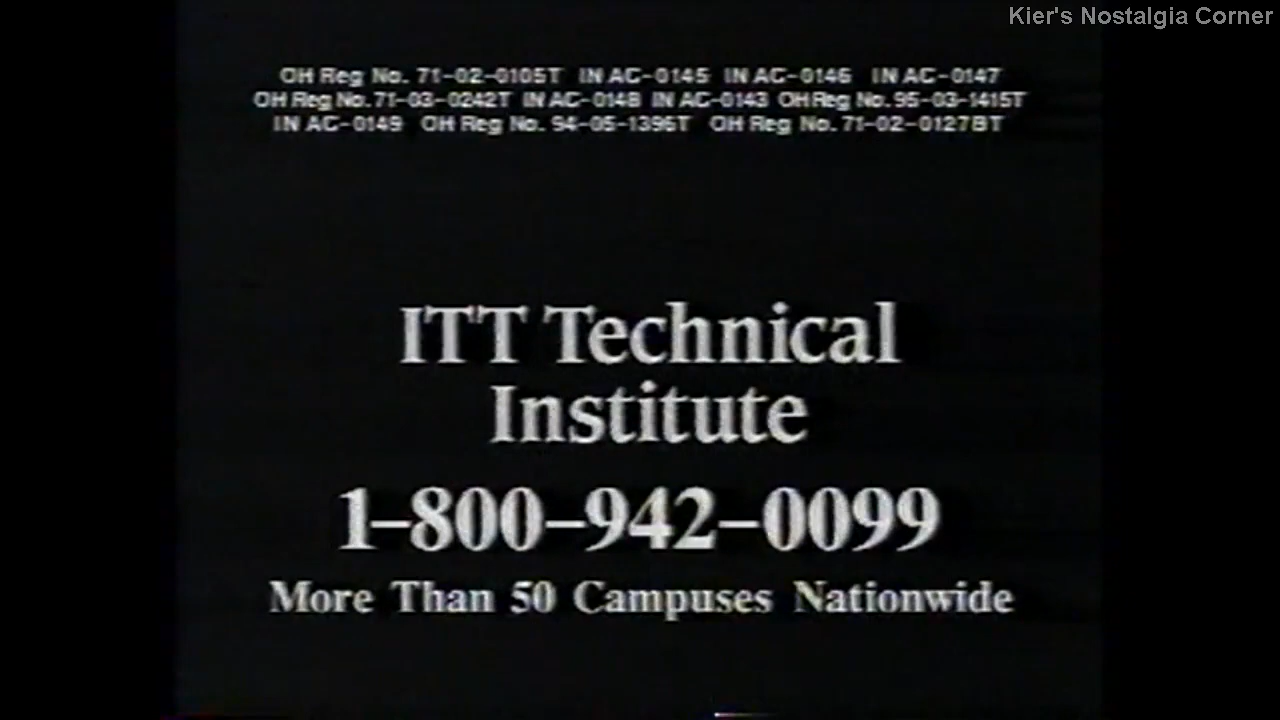 Kier's Nostalgia Corner
OH Reg No. 71-02-0105T IN AC-0145 IN AC-0146 IN AC-0147
OH Reg No. 71-03-0242T IN AC-0148 IN AC-0143 OH Reg No. 95-03-1415T
IN AC-0149 OH Reg No. 94-05-1396T OH Reg No. 71-02-0127BT
ITT Technical
Institute
1-800-942-0099
More Than 50 Campuses Nationwide